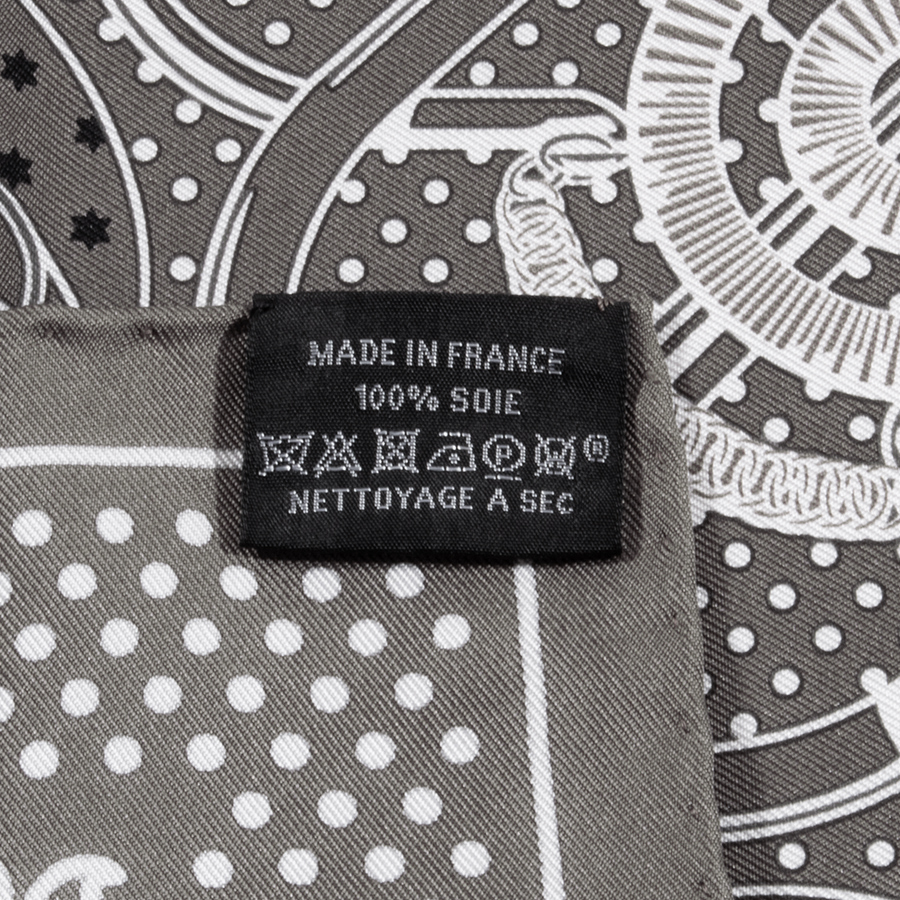 MADE IN FRANCE
100% SOIE
P ®
NETTOYAGE A SEC